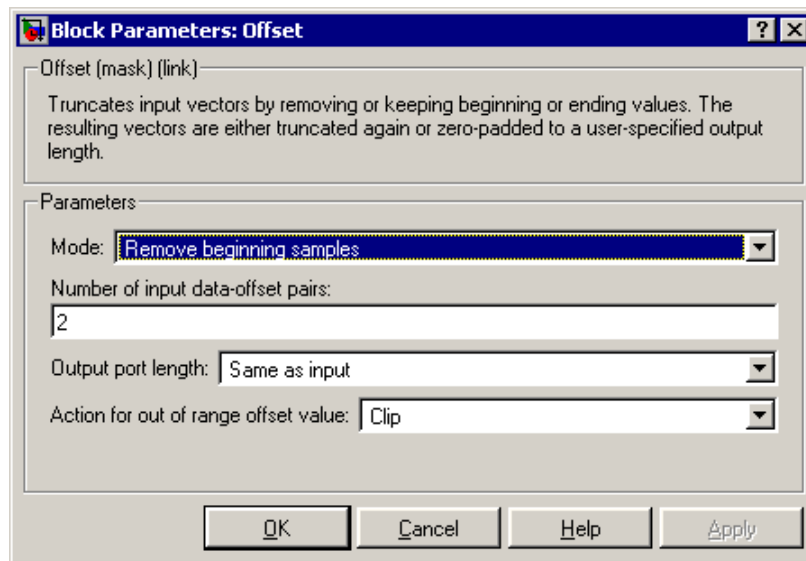 Block Parameters: Offset
Offset (mask) (link)
Truncates input vectors by removing or keeping beginning or ending values. The
resulting vectors are either truncated again or zero-padded to a user-specified output
length.
Parameters
Mode: Remove beginning samples
Number of input data-offset pairs:
2
Output port length: Same as input
Action for out of range offset value: Clip
OK Cancel Help Apply